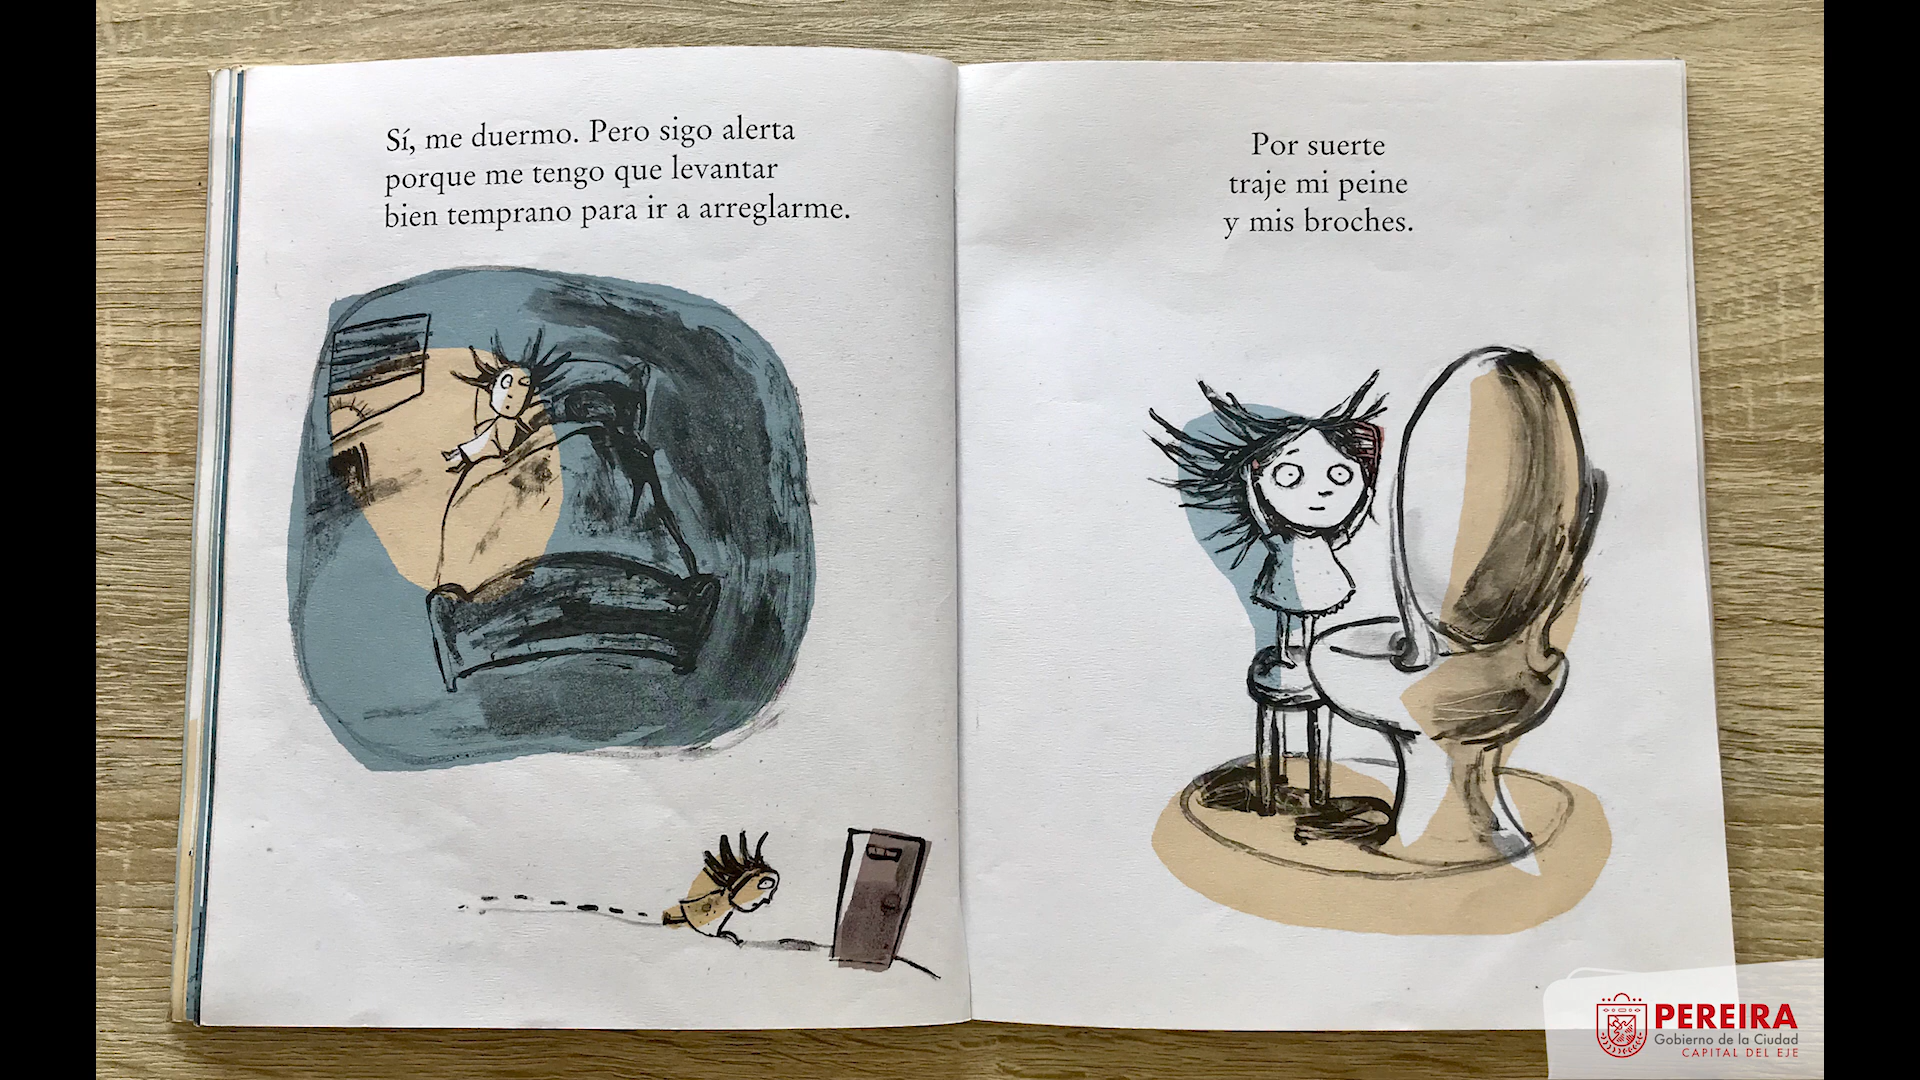 Sí, me duermo. Pero sigo alerta
porque me tengo que levantar
bien temprano para ir a arreglarme.
Por suerte
traje mi peine
y mis broches.
PEREIRA
Gobierno de la Ciudad
CAPITAL DEL EJE